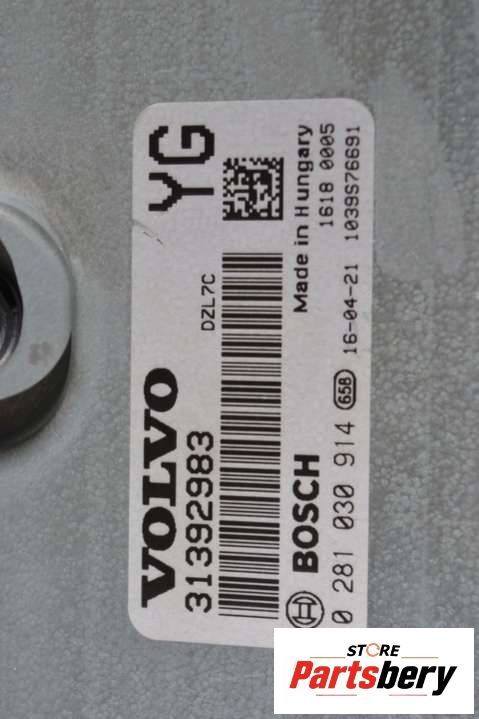 YG
Made in Hungary
1618 0005
DZL7C
16-04-21 1039S76691
VOLVO
31392983
BOSCH
658
0 281 030 914
STORE
Partsbery